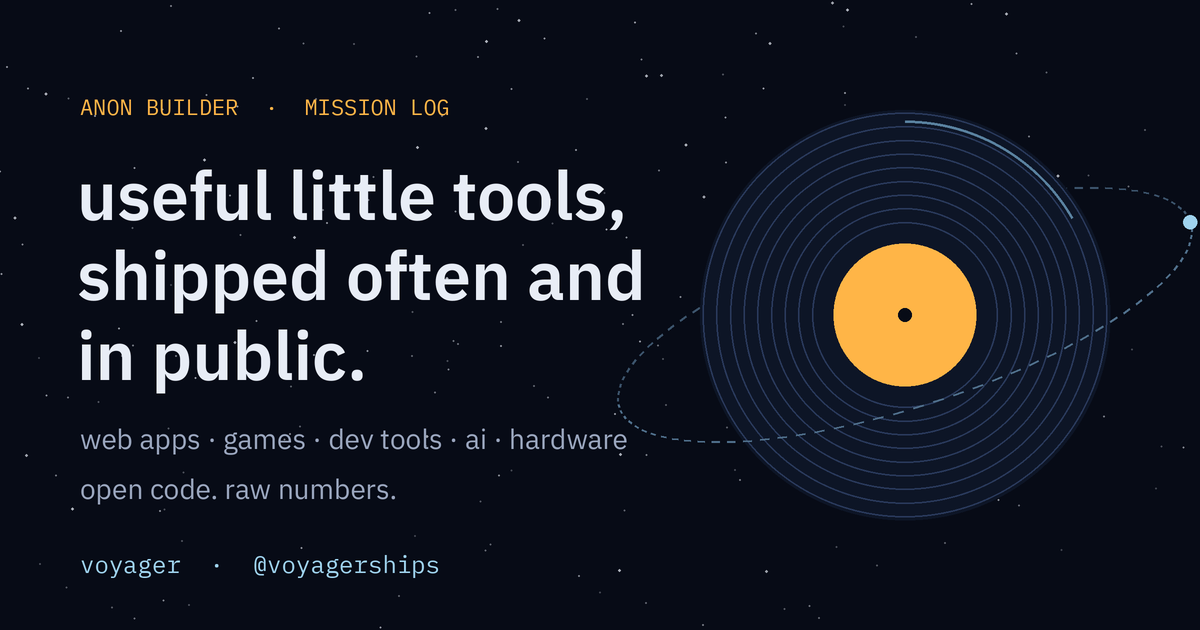 ANON BUILDER · MISSION LOG
useful little tools,
shipped often and
in public.
web apps · games · dev tools · ai · hardware
open code. raw numbers.
voyager · @voyagerships